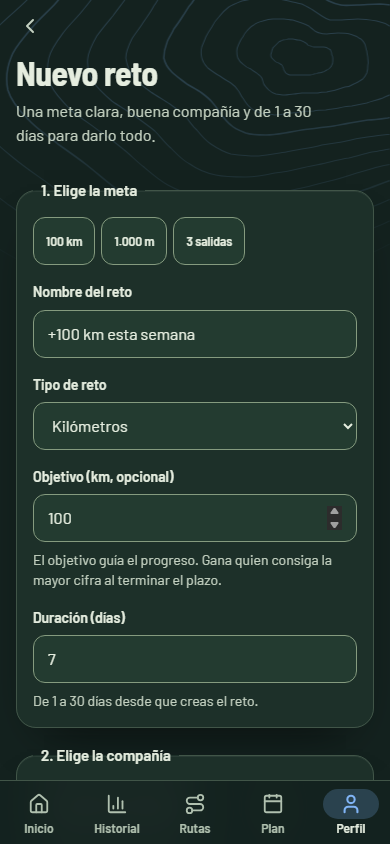 Nuevo reto
Una meta clara, buena compañía y de 1 a 30
días para darlo todo.
1. Elige la meta
100 km
1.000 m
3 salidas
Nombre del reto
+100 km esta semana
Tipo de reto
Kilómetros
Objetivo (km, opcional)
100
El objetivo guía el progreso. Gana quien consiga la
mayor cifra al terminar el plazo.
Duración (días)
7
De 1 a 30 días desde que creas el reto.
2. Elige la compañía
Inicio
Historial
Rutas
Plan
Perfil